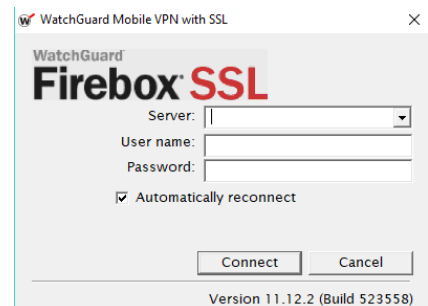 WatchGuard Mobile VPN with SSL
WatchGuard
Firebox SSL
Server:
User name:
Password:
Automatically reconnect
Connect Cancel
Version 11.12.2 (Build 523558)